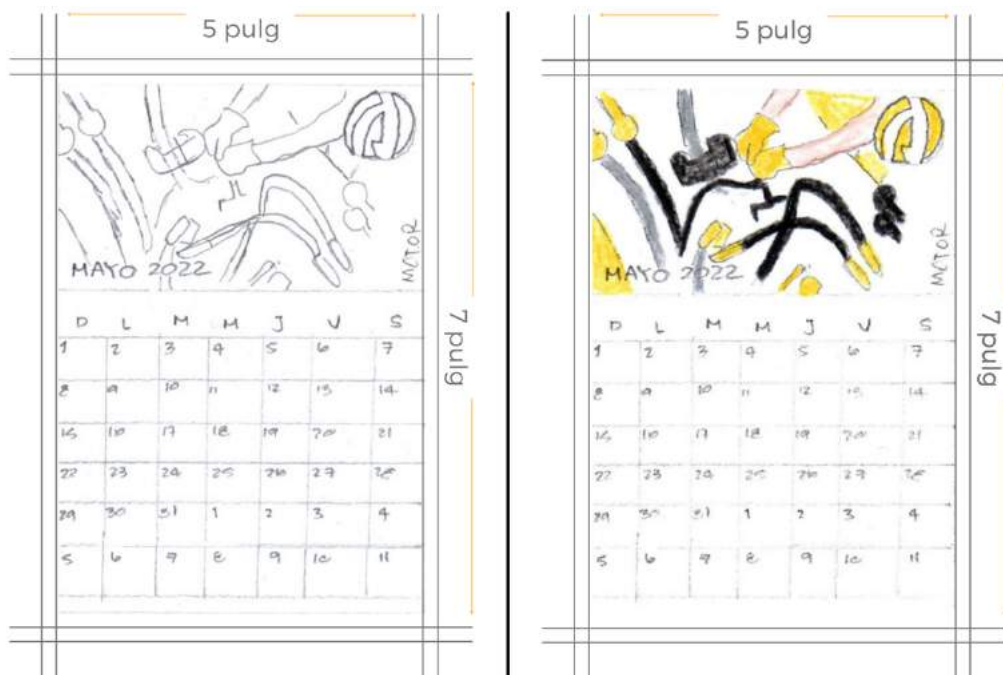 5 pulg
MAYO 2022
MCTOR
D L M M J V S
1 2 3 4 5 6 7
8 9 10 11 12 13 14
15 16 17 18 19 20 21
22 23 24 25 26 27 28
29 30 31 1 2 3 4
5 6 7 8 9 10 11
7 pulg
5 pulg
MAYO 2022
MCTOR
D L M M J V S
1 2 3 4 5 6 7
8 9 10 11 12 13 14
15 16 17 18 19 20 21
22 23 24 25 26 27 28
29 30 31 1 2 3 4
5 6 7 8 9 10 11
7 pulg